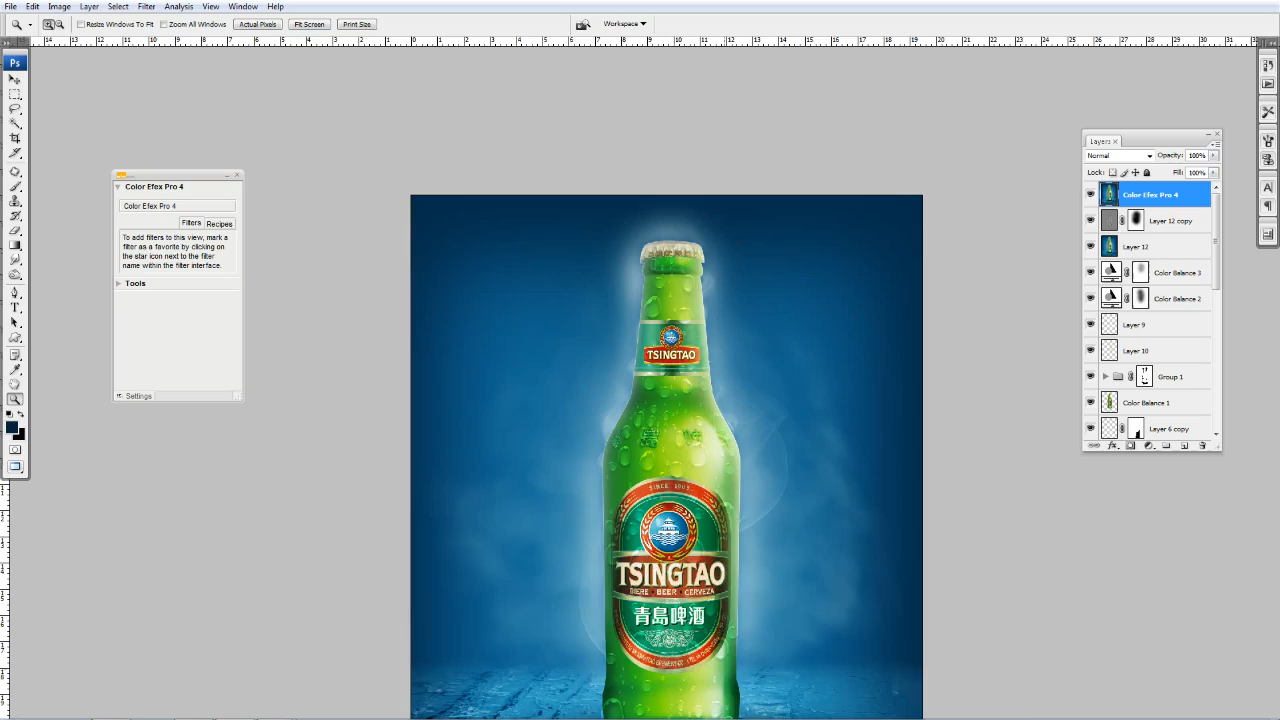 File Edit Image Layer Select Filter Analysis View Window Help
Resize Windows To Fit Zoom All Windows Actual Pixels Fit Screen Print Size Workspace
Ps
Color Efex Pro 4
Color Efex Pro 4
Filters Recipes
To add filters to this view, mark a
filter as a favorite by clicking on
the star icon next to the filter
name within the filter interface.
Tools
Settings
TSINGTAO
SINCE 1903
TSINGTAO
BIERE • BEER • CERVEZA
青島啤酒
Layers
Normal Opacity: 100%
Lock: Fill: 100%
Color Efex Pro 4
Layer 12 copy
Layer 12
Color Balance 3
Color Balance 2
Layer 9
Layer 10
Group 1
Color Balance 1
Layer 6 copy